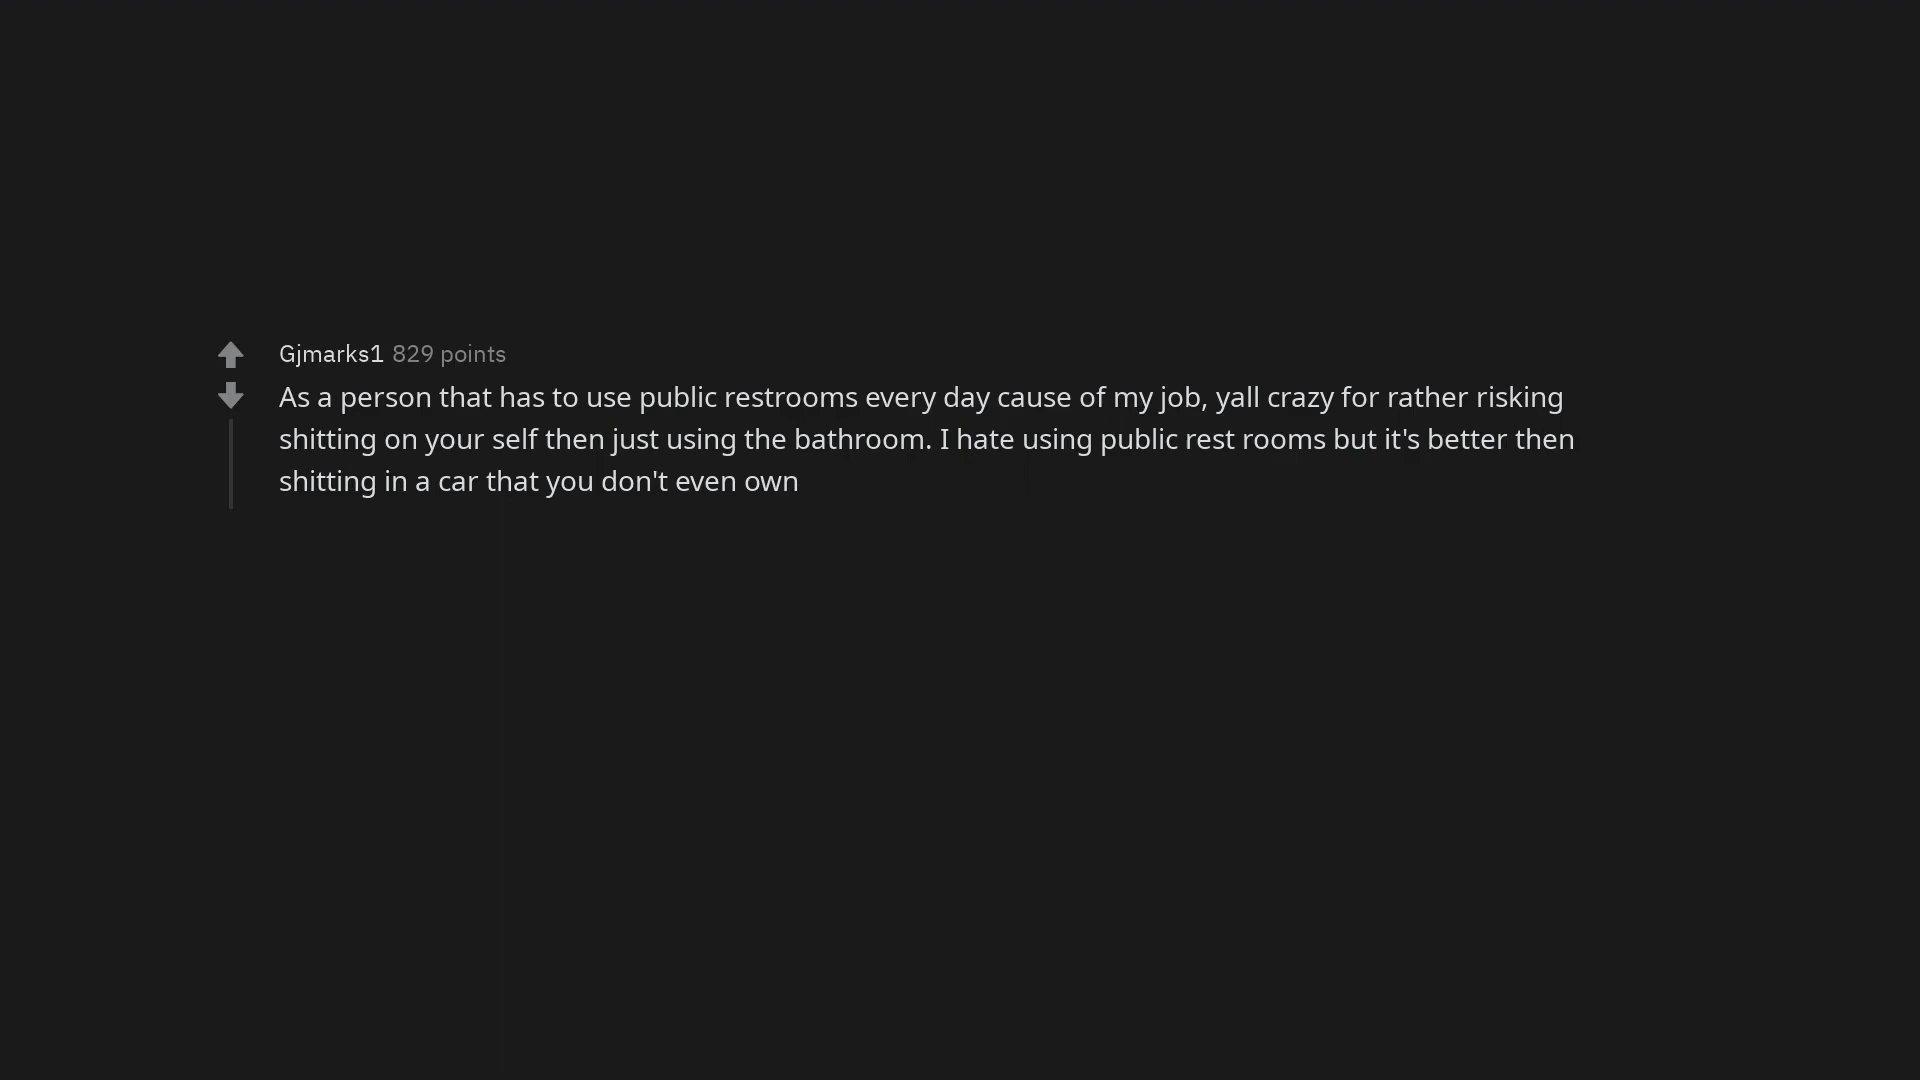 Gjmarks1 829 points
As a person that has to use public restrooms every day cause of my job, yall crazy for rather risking
shitting on your self then just using the bathroom. I hate using public rest rooms but it's better then
shitting in a car that you don't even own